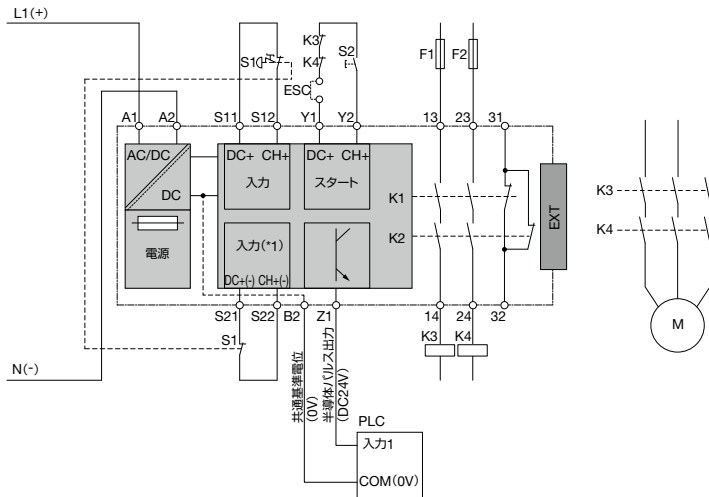 L1(+)
K3
K4
ESC
S1
S2
F1
F2
A1
A2
S11
S12
Y1
Y2
13
23
31
AC/DC
DC
DC+ CH+
入力
DC+ CH+
スタート
K1
K2
EXT
K3
K4
電源
入力(*1)
DC+(-) CH+(-)
S21
S22
B2
Z1
14
24
32
S1
K3
K4
M
N(-)
共通基準電位
(0V)
半導体パルス出力
(DC24V)
PLC
入力1
COM(0V)